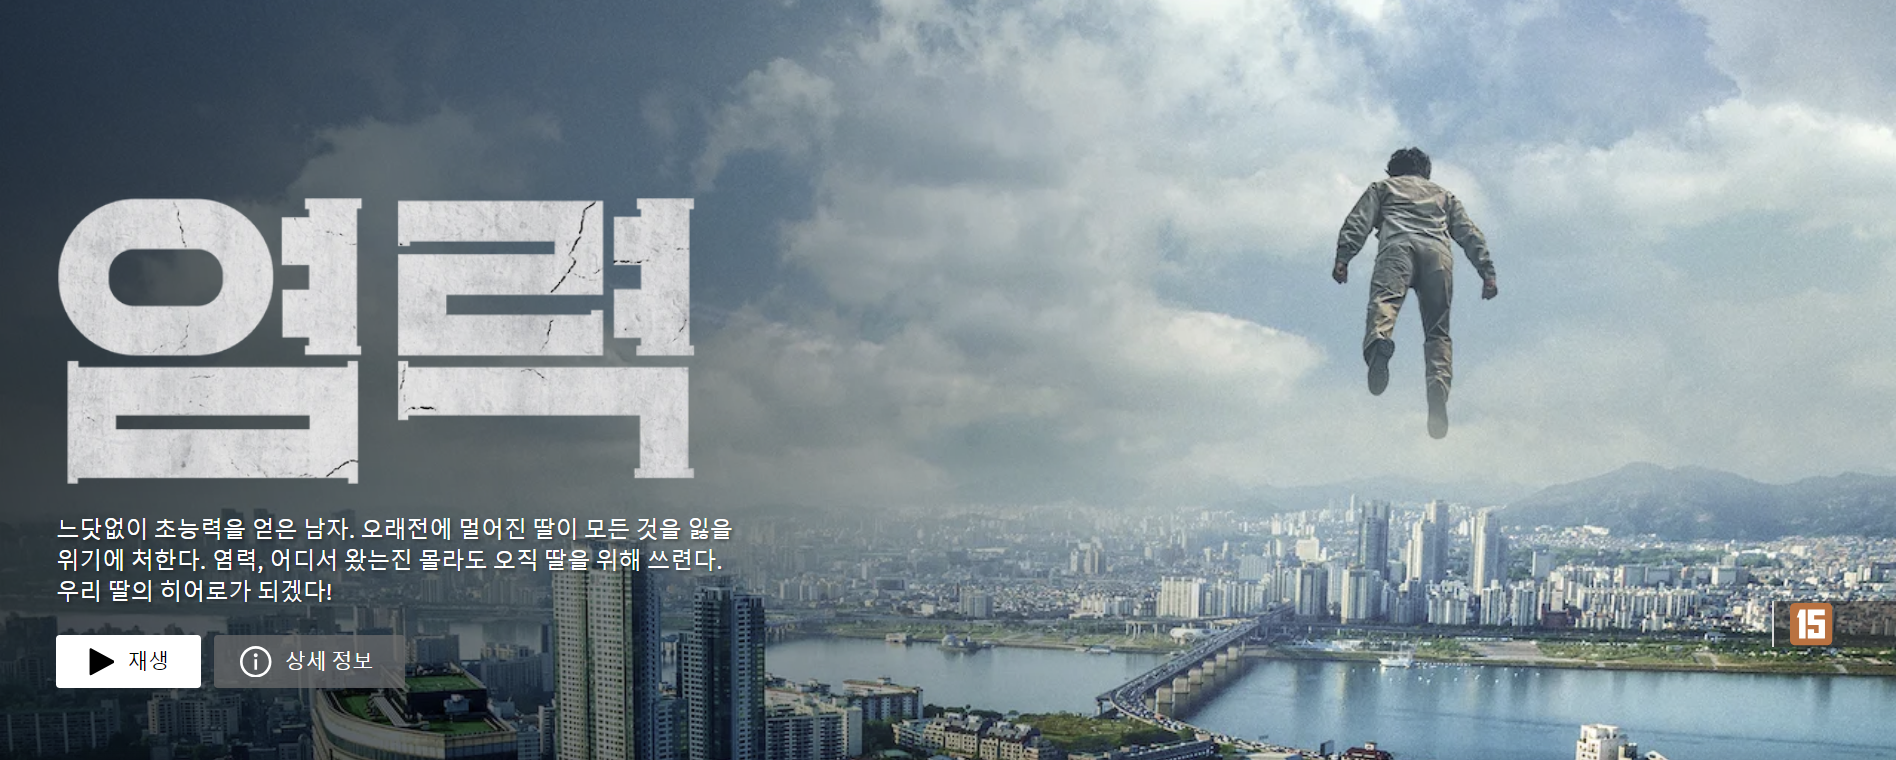 염력
느닷없이 초능력을 얻은 남자. 오래전에 멀어진 딸이 모든 것을 잃을
위기에 처한다. 염력, 어디서 왔는진 몰라도 오직 딸을 위해 쓰련다.
우리 딸의 히어로가 되겠다!
재생
상세 정보
15